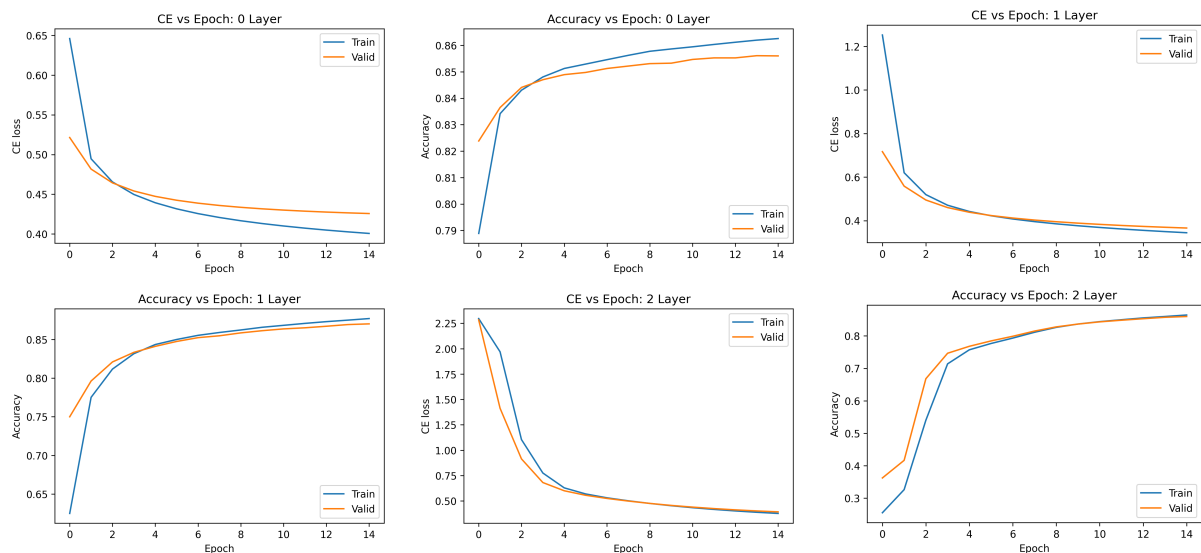 CE vs Epoch: 0 Layer
0.65
0.60
0.55
0.50
0.45
0.40
CE loss
0 2 4 6 8 10 12 14
Epoch
Train
Valid
Accuracy vs Epoch: 0 Layer
0.86
0.85
0.84
0.83
0.82
0.81
0.80
0.79
Accuracy
0 2 4 6 8 10 12 14
Epoch
Train
Valid
CE vs Epoch: 1 Layer
1.2
1.0
0.8
0.6
0.4
CE loss
0 2 4 6 8 10 12 14
Epoch
Train
Valid
Accuracy vs Epoch: 1 Layer
0.85
0.80
0.75
0.70
0.65
Accuracy
0 2 4 6 8 10 12 14
Epoch
Train
Valid
CE vs Epoch: 2 Layer
2.25
2.00
1.75
1.50
1.25
1.00
0.75
0.50
CE loss
0 2 4 6 8 10 12 14
Epoch
Train
Valid
Accuracy vs Epoch: 2 Layer
0.8
0.7
0.6
0.5
0.4
0.3
Accuracy
0 2 4 6 8 10 12 14
Epoch
Train
Valid